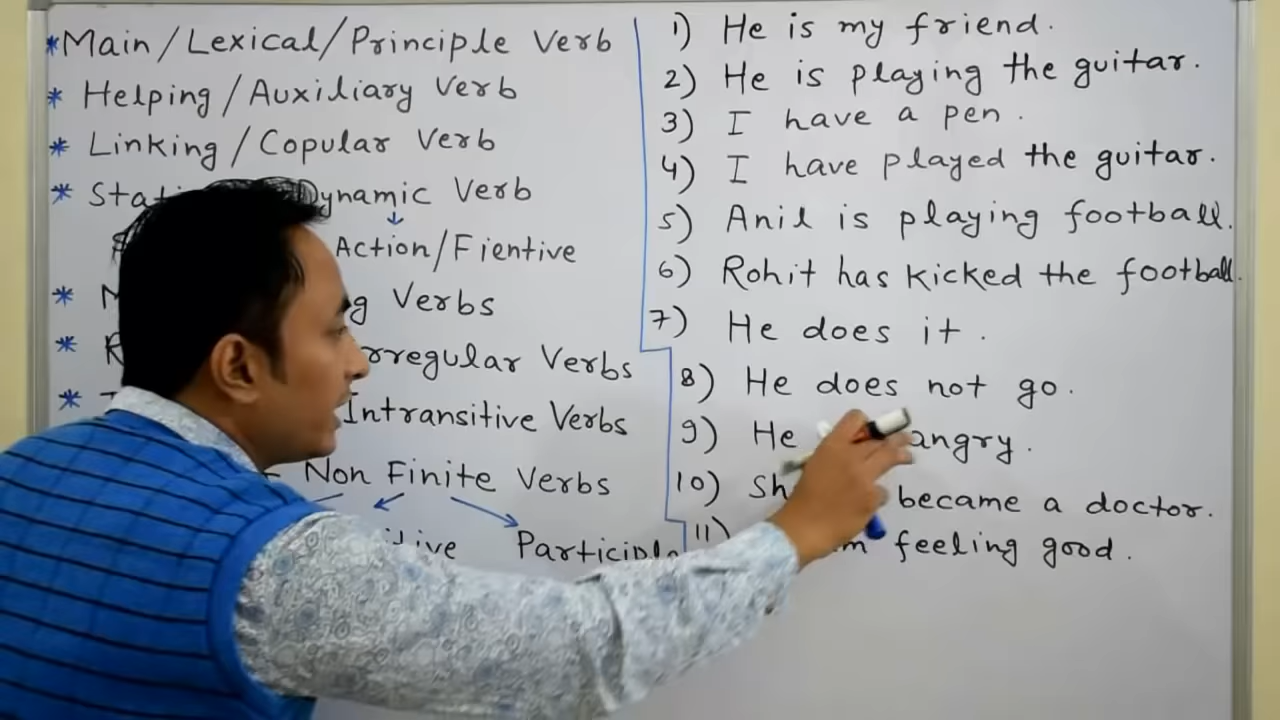 *Main/Lexical/Principle Verb
* Helping/Auxiliary Verb
* Linking/Copular Verb
* Dynamic Verb
Action/Fientive
* Verbs
* Verbs
* Intransitive Verbs
Non Finite Verbs
Participle
1) He is my friend.
2) He is playing the guitar.
3) I have a pen.
4) I have played the guitar.
5) Anil is playing football.
6) Rohit has kicked the football.
7) He does it.
8) He does not go.
9) He angry.
10) became a doctor.
11) feeling good.